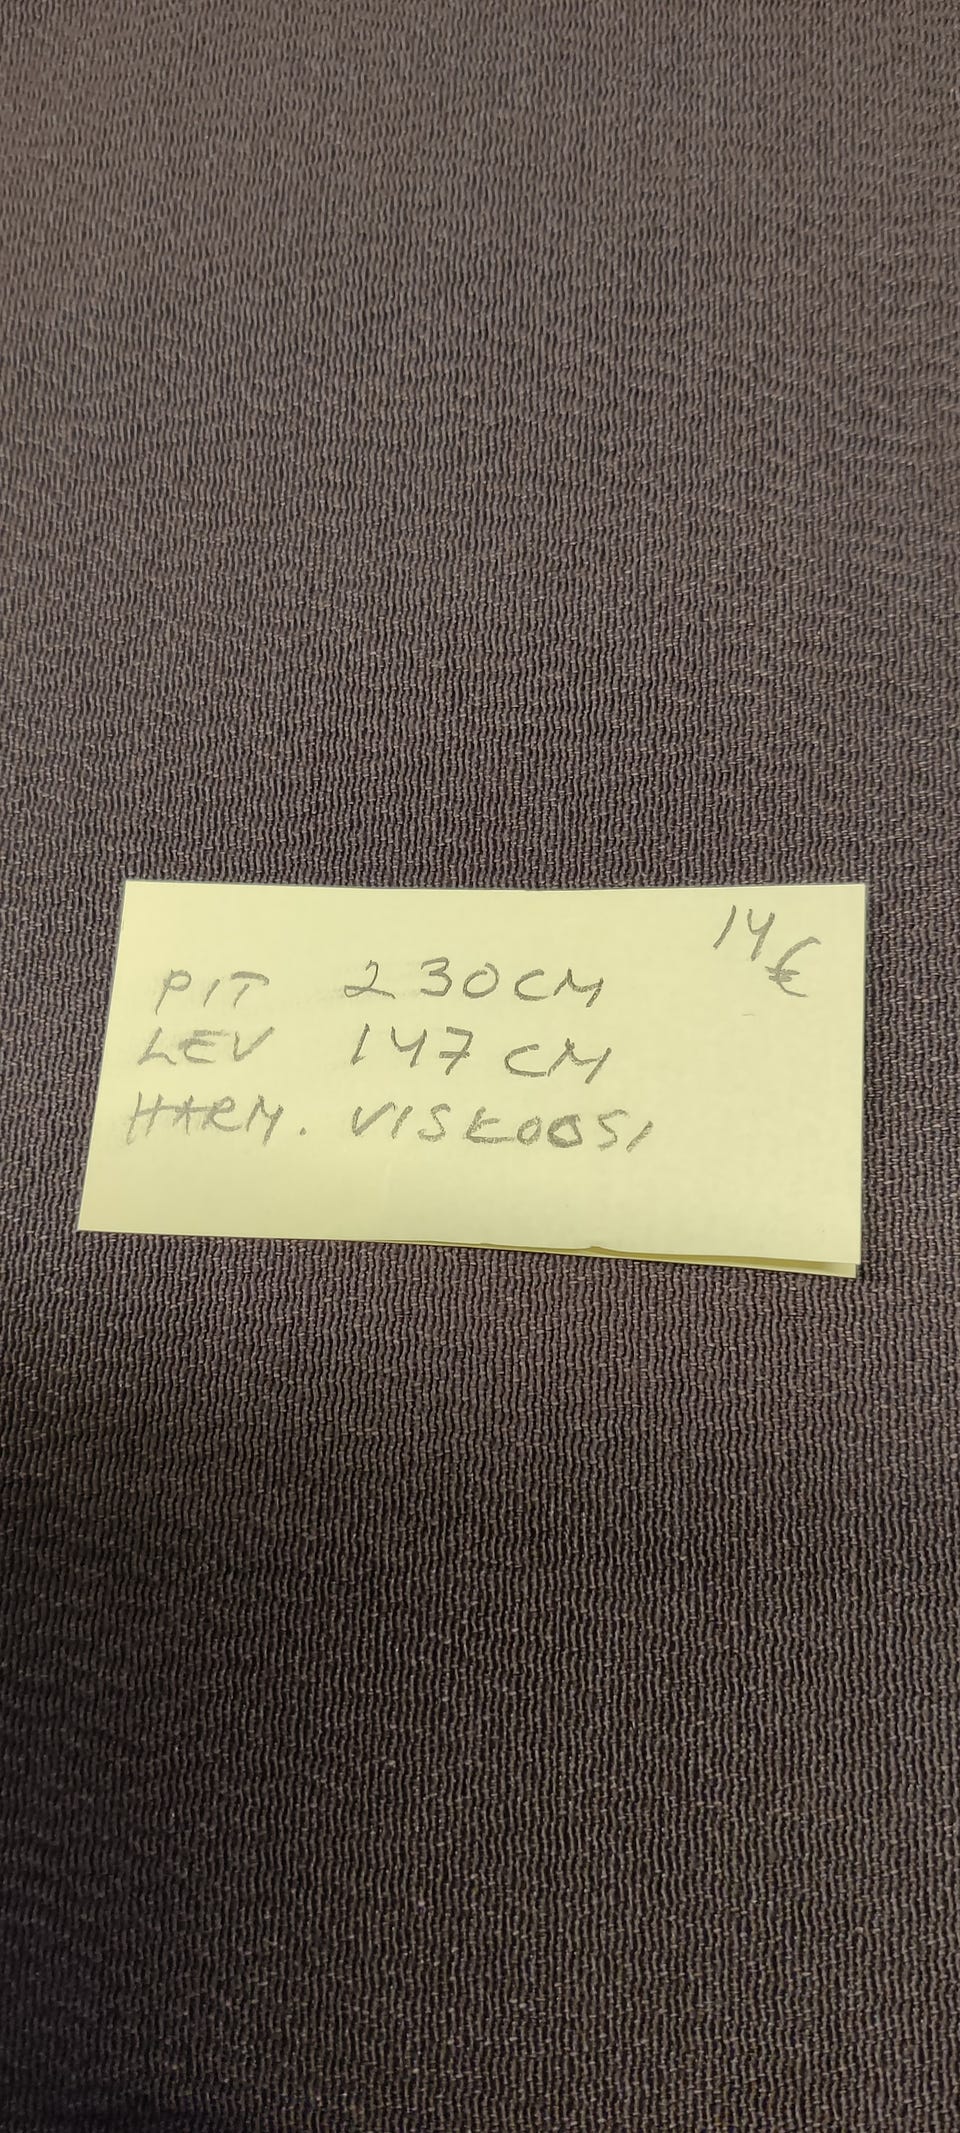 14 €
PIT 230CM
LEV 147 CM
HARM. VISKOOSI